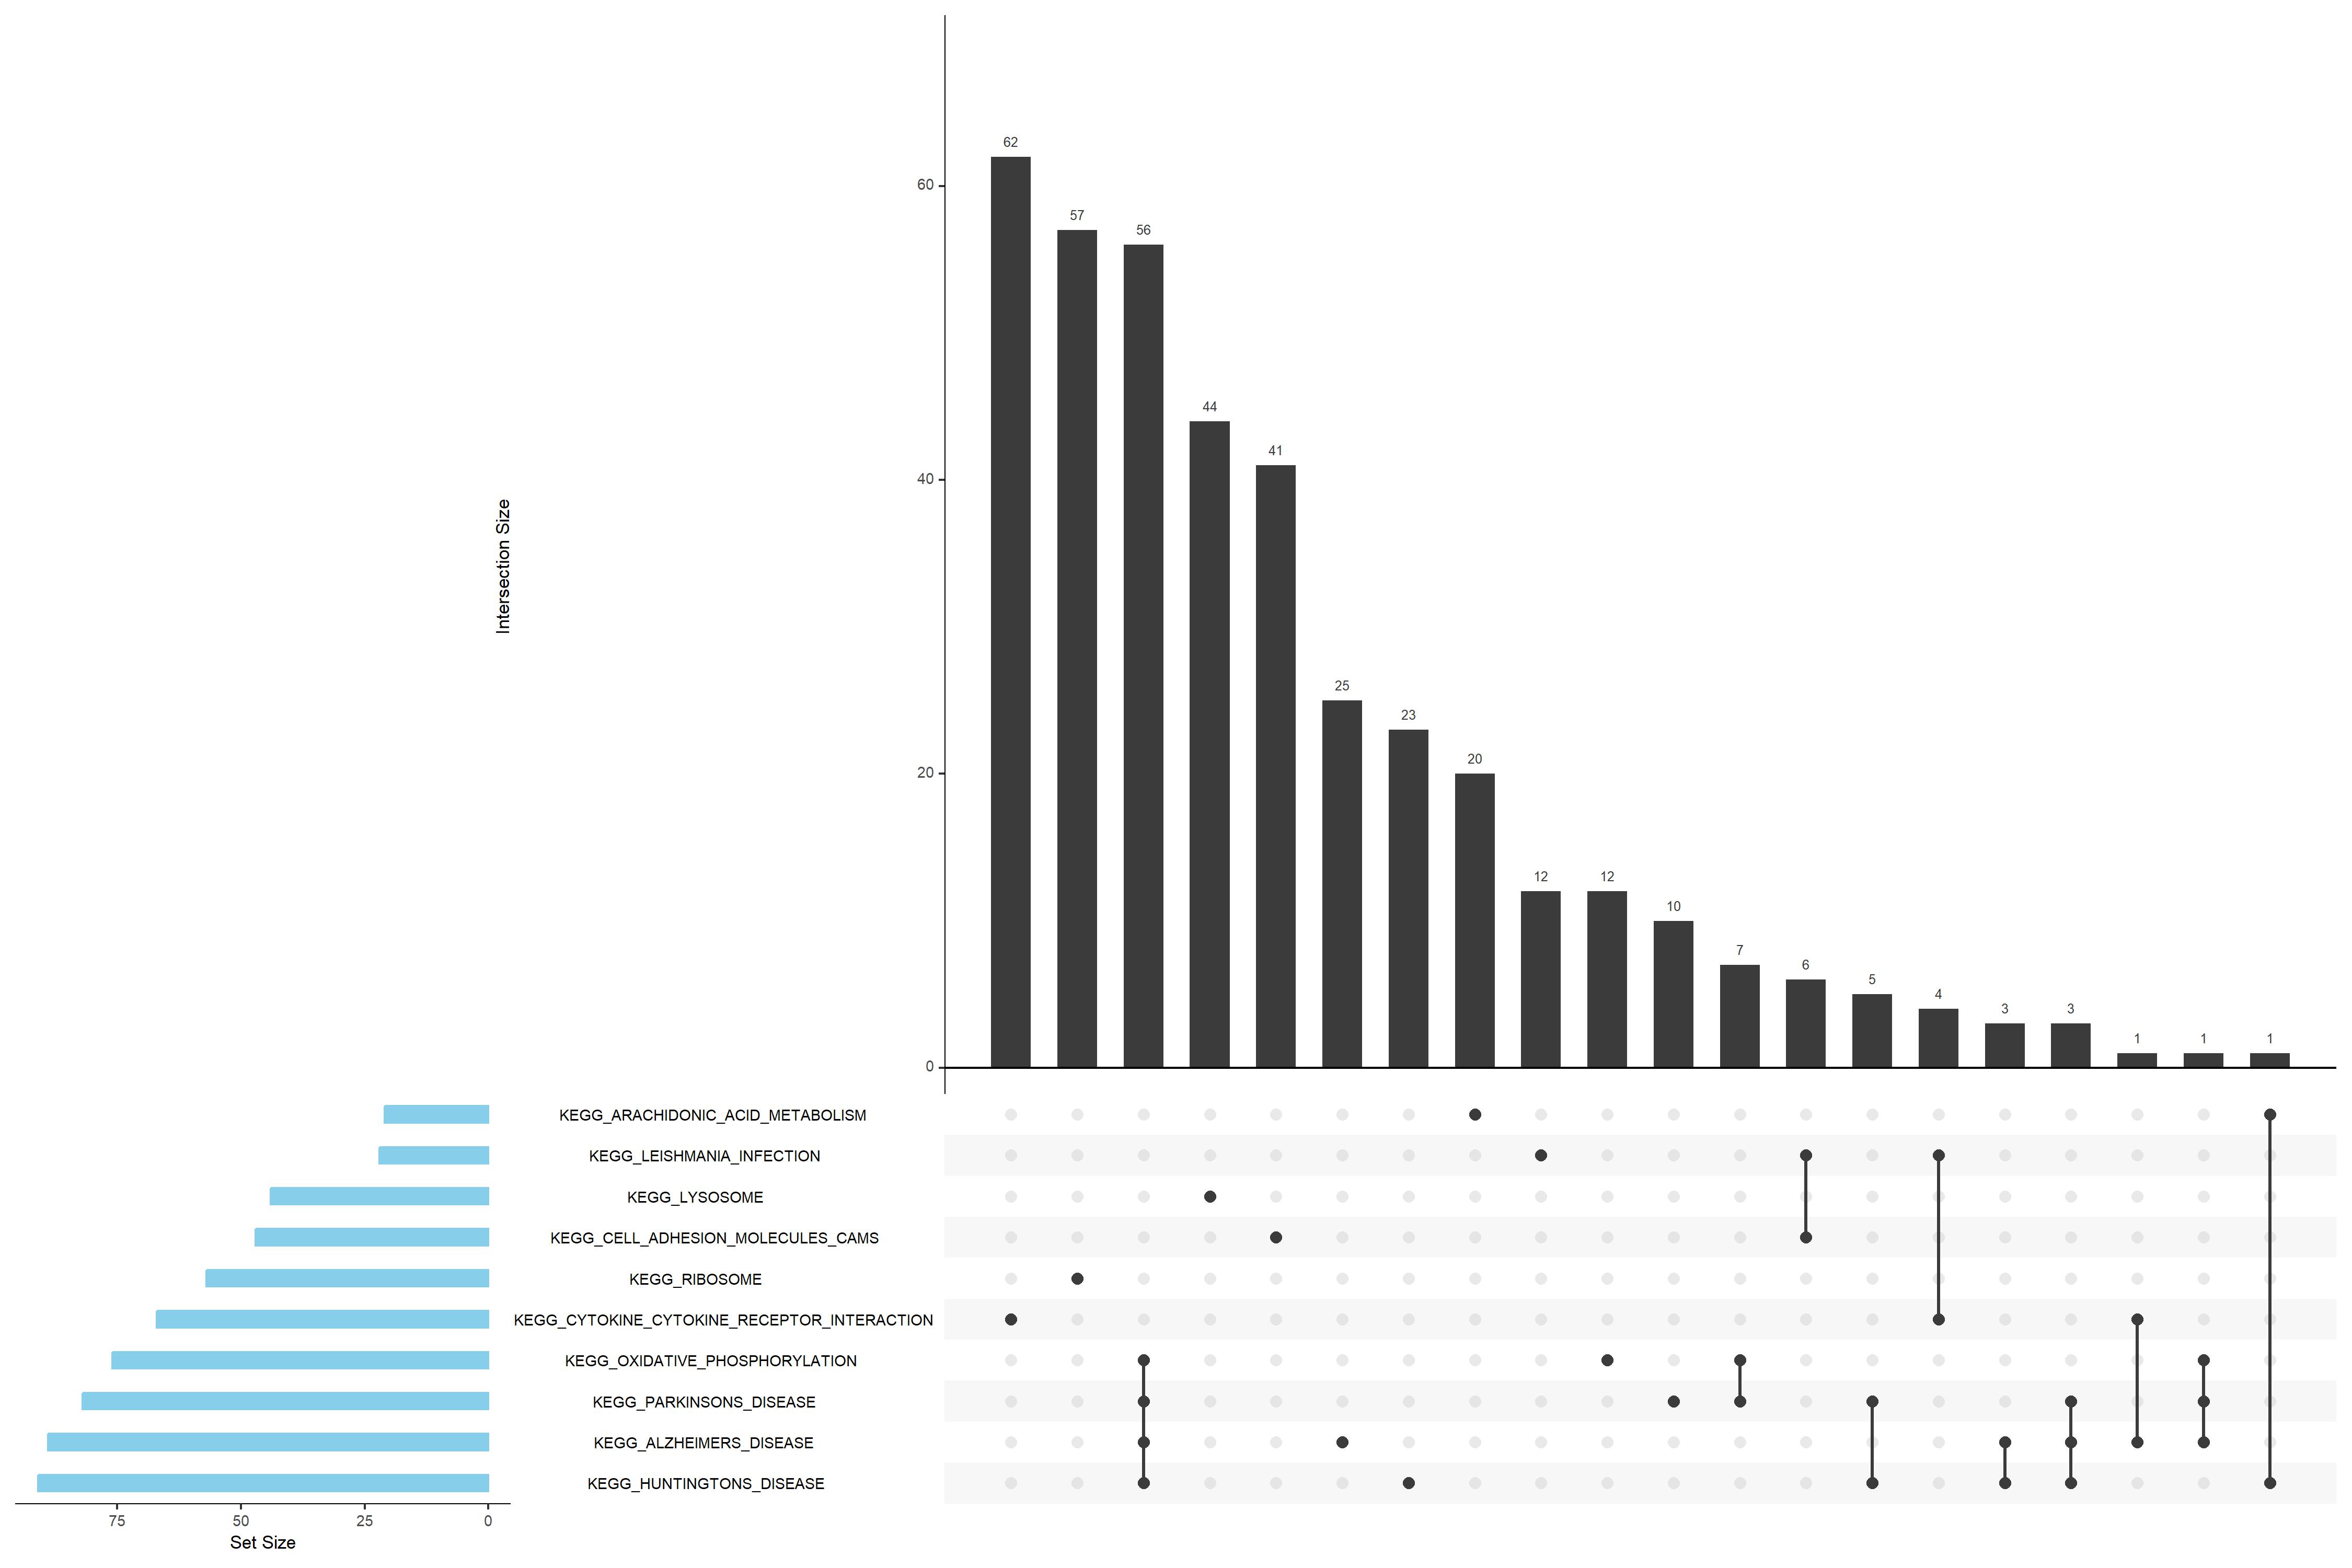 62
57
56
44
41
25
23
20
12
12
10
7
6
5
4
3
3
1
1
1
60
40
20
0
Intersection Size
KEGG_ARACHIDONIC_ACID_METABOLISM
KEGG_LEISHMANIA_INFECTION
KEGG_LYSOSOME
KEGG_CELL_ADHESION_MOLECULES_CAMS
KEGG_RIBOSOME
KEGG_CYTOKINE_CYTOKINE_RECEPTOR_INTERACTION
KEGG_OXIDATIVE_PHOSPHORYLATION
KEGG_PARKINSONS_DISEASE
KEGG_ALZHEIMERS_DISEASE
KEGG_HUNTINGTONS_DISEASE
75 50 25 0
Set Size